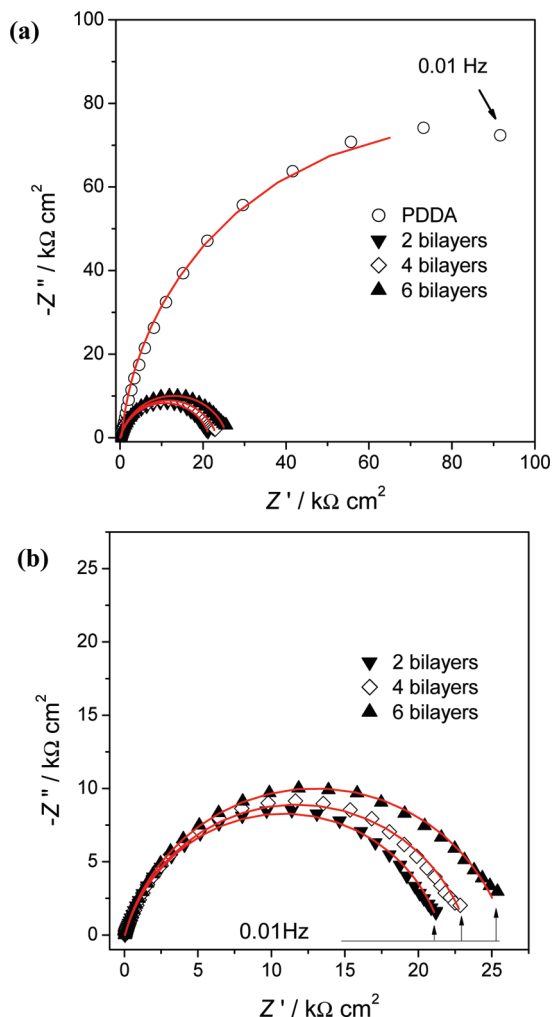 (a)
100
80
60
40
20
0
-Z'' / kΩ cm²
0.01 Hz
PDDA
2 bilayers
4 bilayers
6 bilayers
0 20 40 60 80 100
Z' / kΩ cm²
(b)
25
20
15
10
5
0
-Z'' / kΩ cm²
2 bilayers
4 bilayers
6 bilayers
0.01Hz
0 5 10 15 20 25
Z' / kΩ cm²